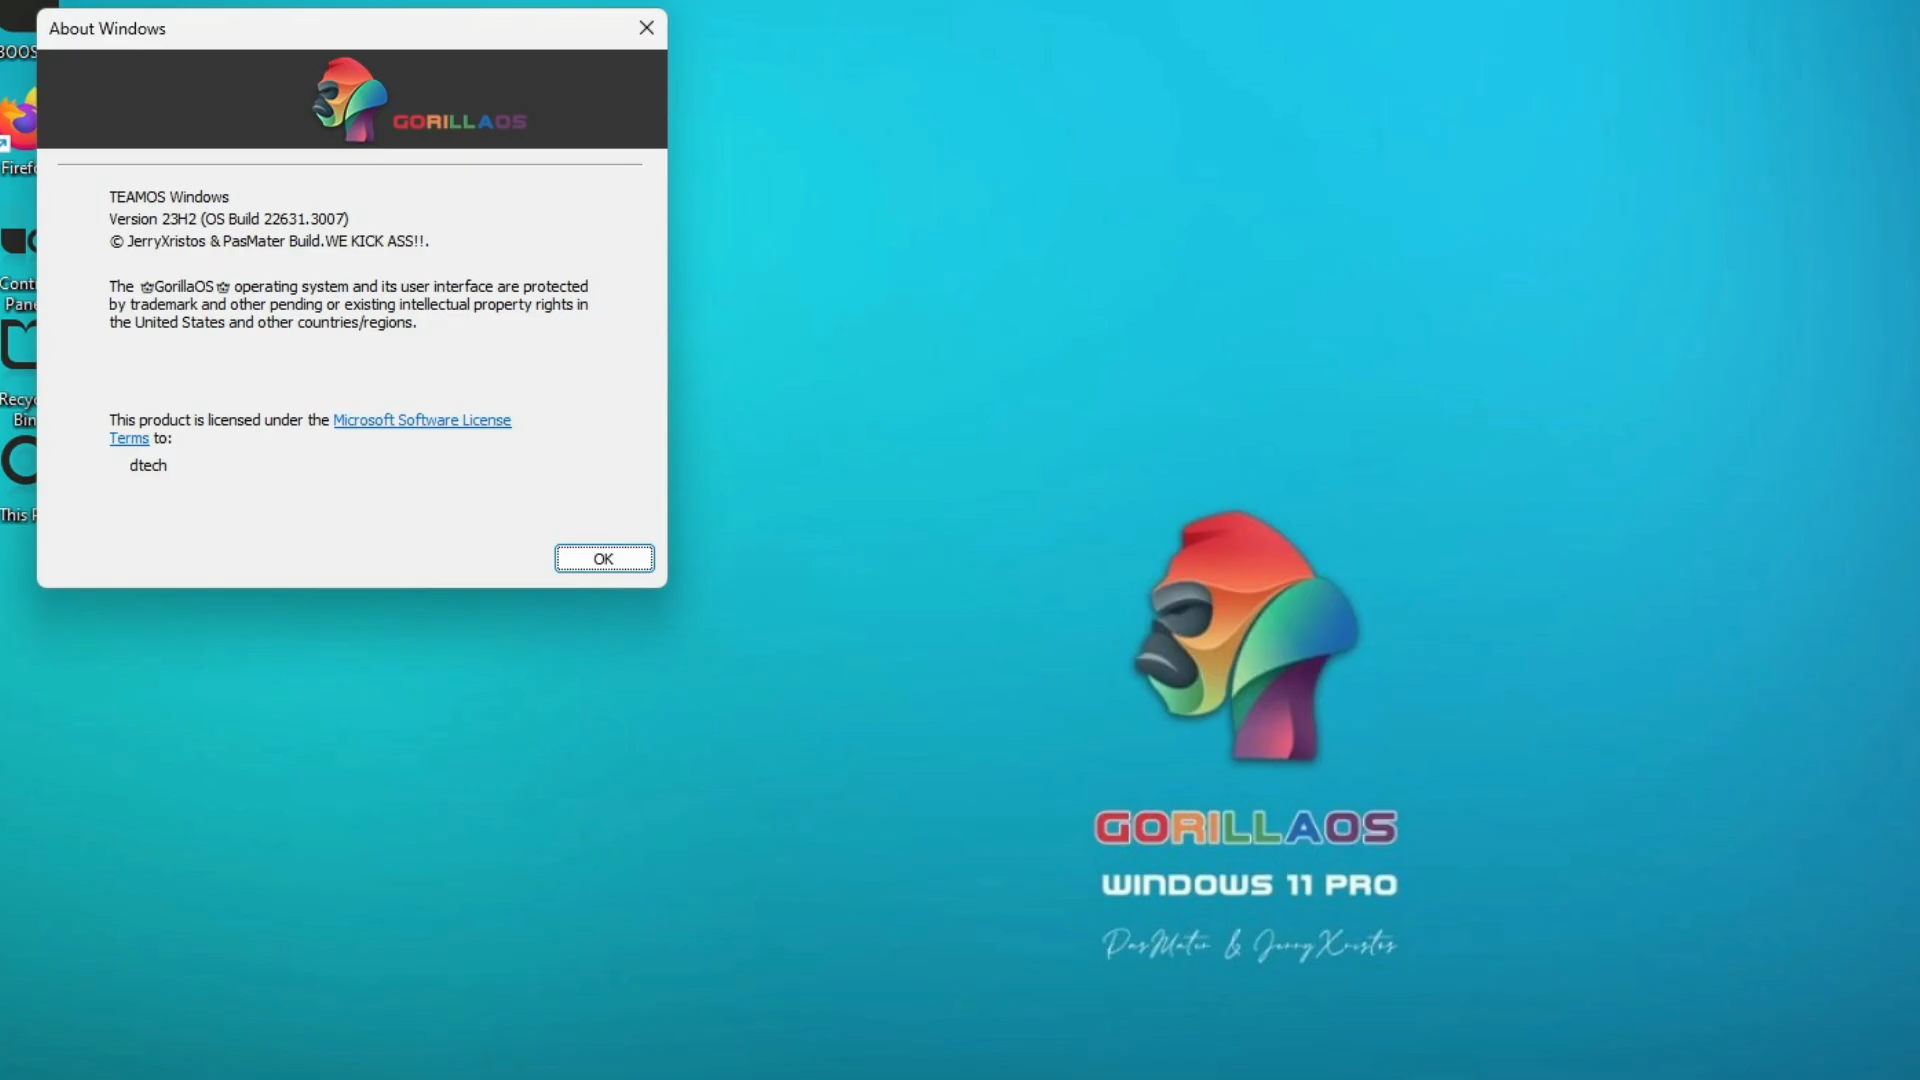 About Windows
GORILLAOS
TEAMOS Windows
Version 23H2 (OS Build 22631.3007)
© JerryXristos & PasMater Build.WE KICK ASS!!.
The GorillaOS operating system and its user interface are protected
by trademark and other pending or existing intellectual property rights in
the United States and other countries/regions.
This product is licensed under the Microsoft Software License
Terms to:
dtech
OK
BOOS
Firef
Cont
Pane
Recyc
Bin
This P
GORILLAOS
WINDOWS 11 PRO
PasMater & JerryXristos